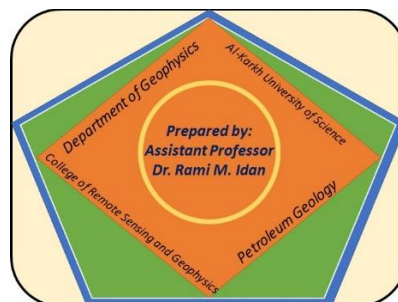 Department of Geophysics
Al-Karkh University of Science
Prepared by:
Assistant Professor
Dr. Rami M. Idan
College of Remote Sensing and Geophysics
Petroleum Geology